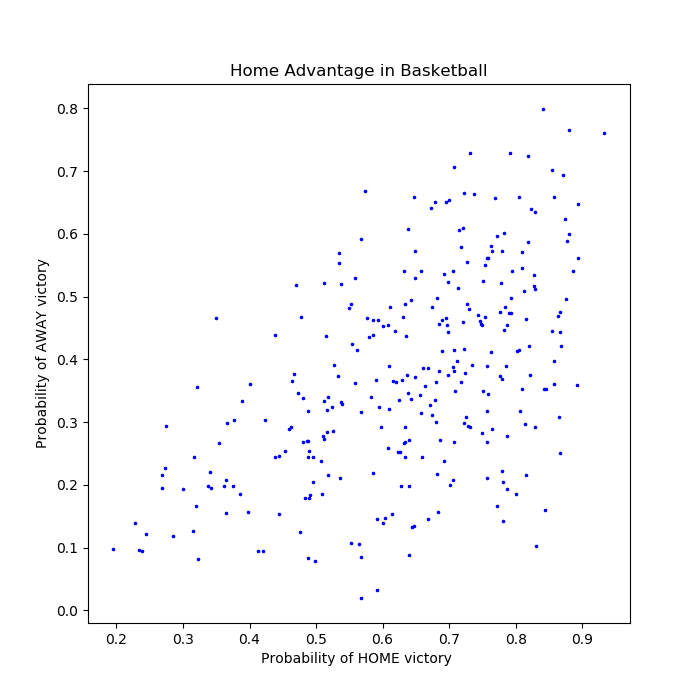 Home Advantage in Basketball
Probability of AWAY victory
0.8
0.7
0.6
0.5
0.4
0.3
0.2
0.1
0.0
0.2 0.3 0.4 0.5 0.6 0.7 0.8 0.9
Probability of HOME victory